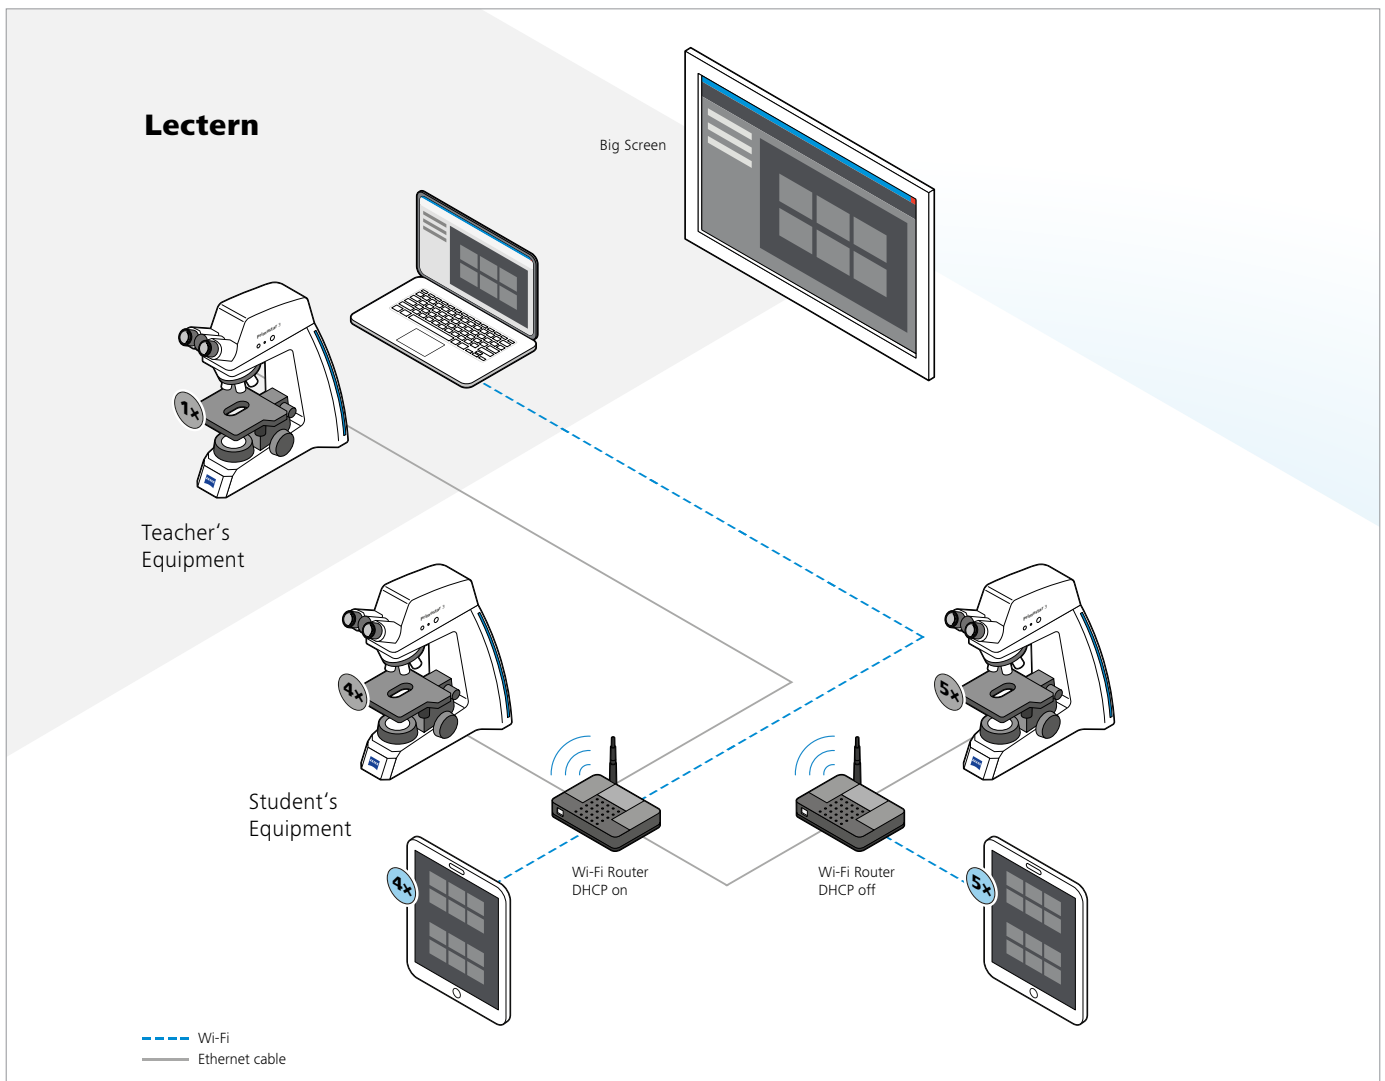 Lectern
Big Screen
1x
Teacher‘s
Equipment
4x
5x
Student‘s
Equipment
Wi-Fi Router
DHCP on
Wi-Fi Router
DHCP off
4x
5x
Wi-Fi
Ethernet cable